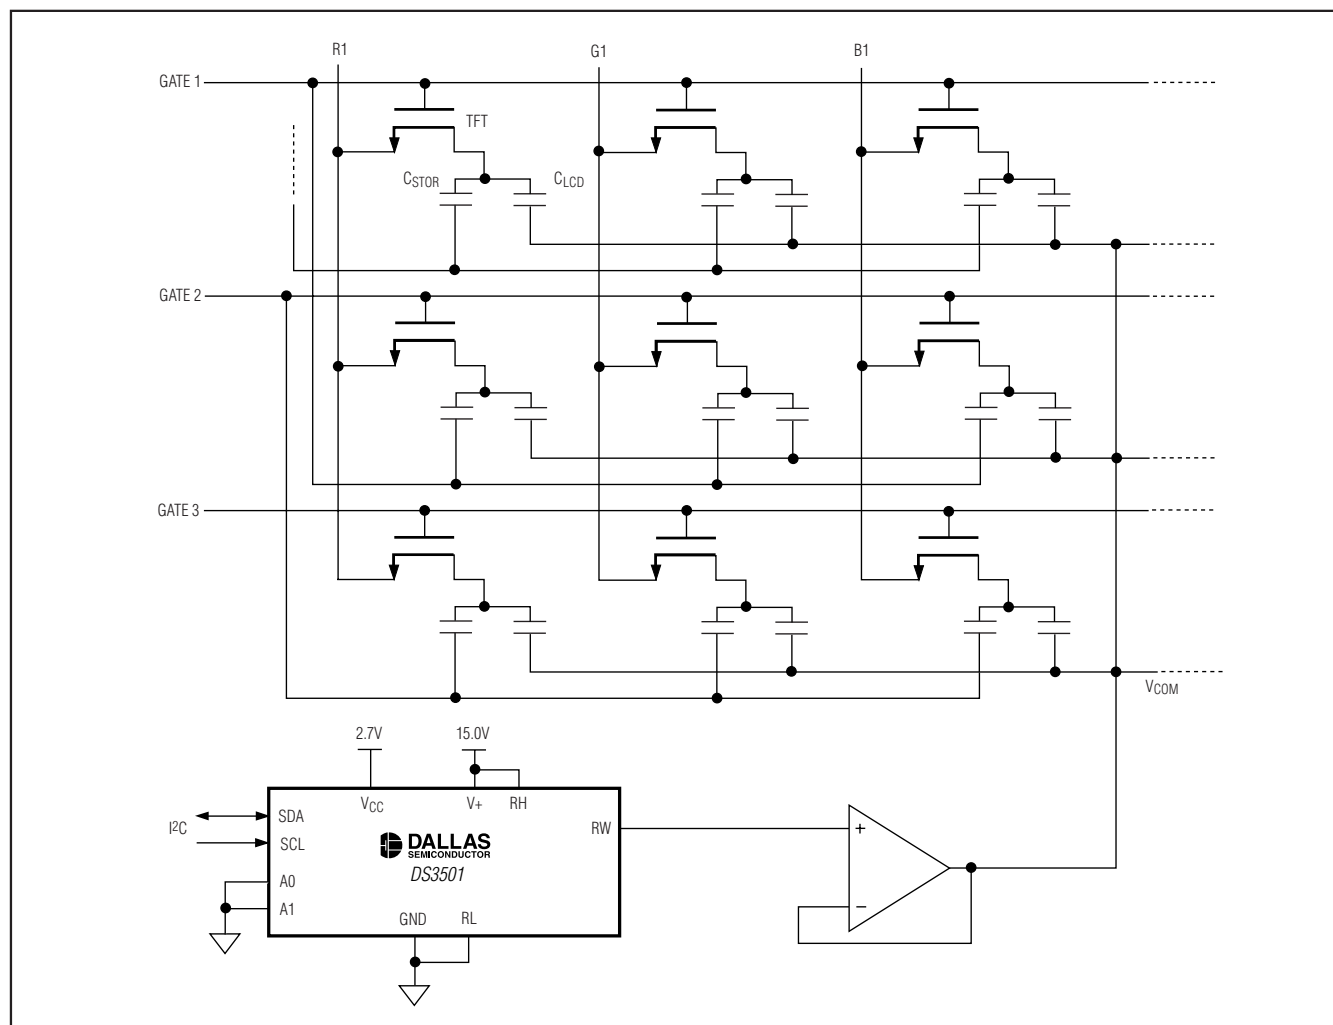 R1
G1
B1
GATE 1
TFT
CSTOR
CLCD
GATE 2
GATE 3
VCOM
2.7V
15.0V
VCC
V+
RH
I²C
SDA
SCL
RW
DALLAS
SEMICONDUCTOR
DS3501
A0
A1
GND
RL
+
−